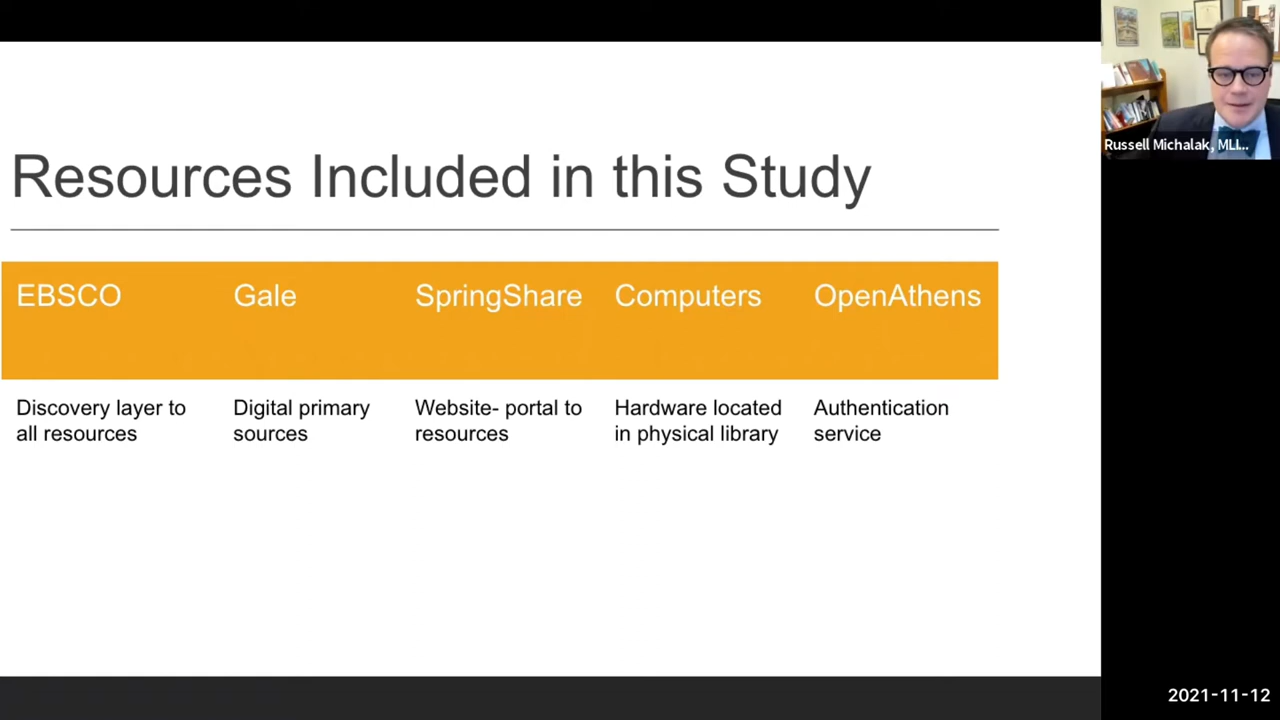 Resources Included in this Study
EBSCO
Gale
SpringShare
Computers
OpenAthens
Discovery layer to
all resources
Digital primary
sources
Website- portal to
resources
Hardware located
in physical library
Authentication
service
Russell Michalak, MLI...
2021-11-12